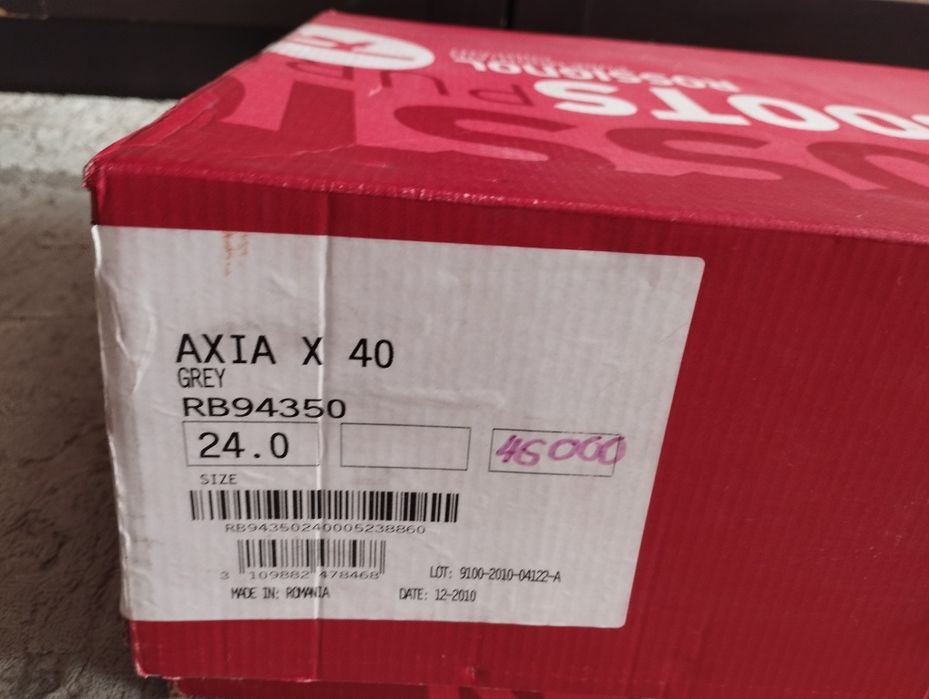 ROSSIGNOL
BOOTS
AXIA X 40
GREY
RB94350
24.0
46000
SIZE
RB94350240005238860
3 109882 478468
LOT: 9100-2010-04122-A
MADE IN: ROMANIA
DATE: 12-2010